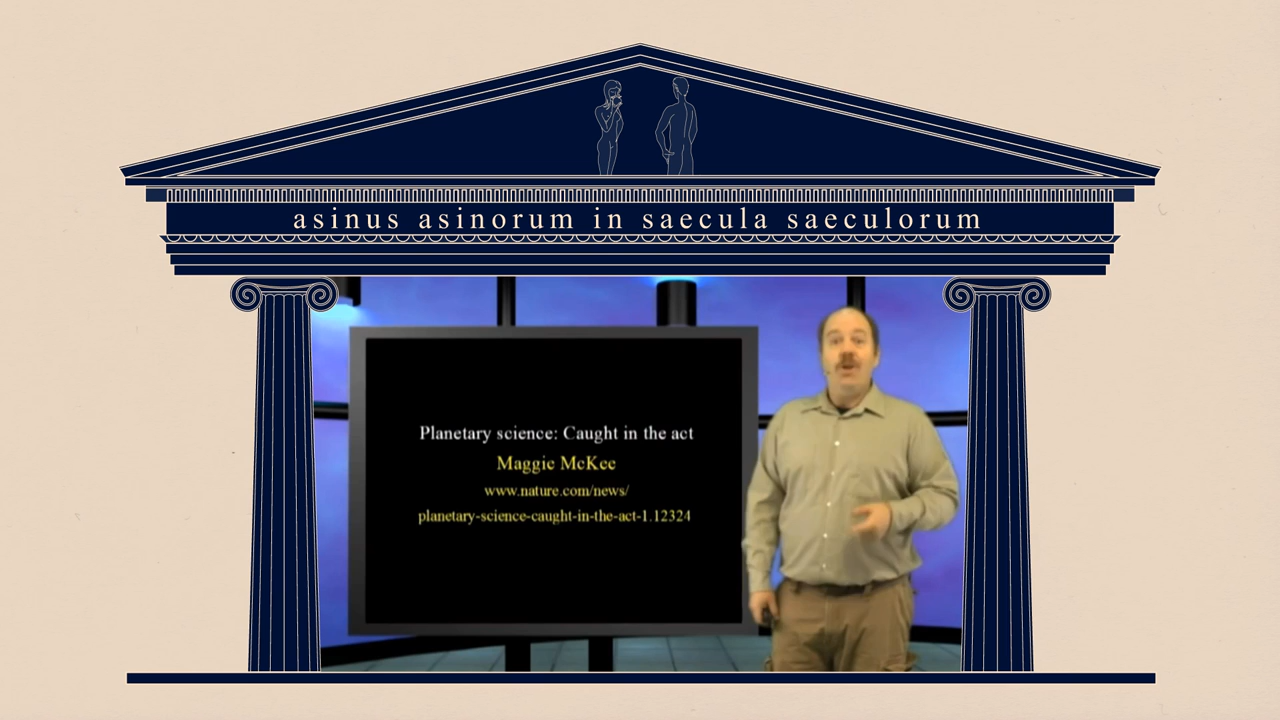 asinus asinorum in saecula saeculorum
Planetary science: Caught in the act
Maggie McKee
www.nature.com/news/
planetary-science-caught-in-the-act-1.12324